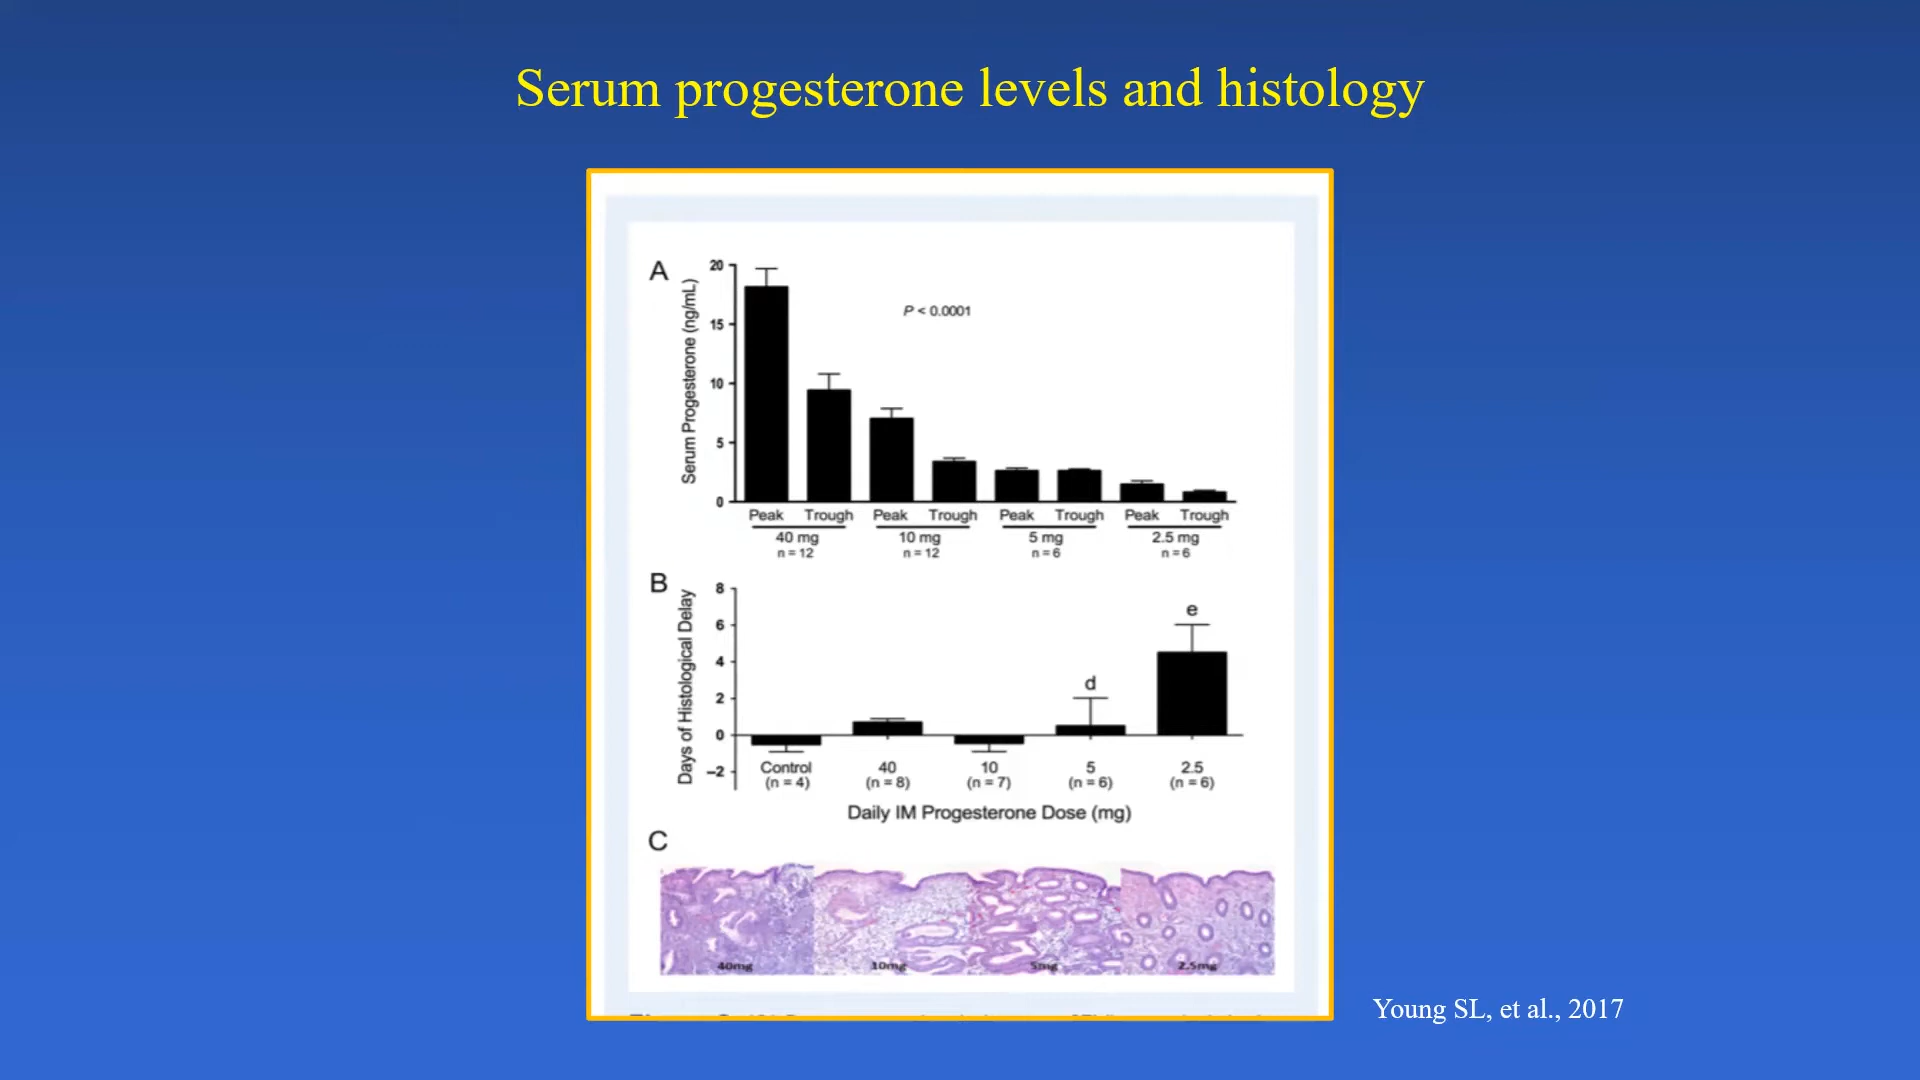 Serum progesterone levels and histology
A
Serum Progesterone (ng/mL)
20
15
10
5
0
P < 0.0001
Peak Trough Peak Trough Peak Trough Peak Trough
40 mg 10 mg 5 mg 2.5 mg
n = 12 n = 12 n = 6 n = 6
B
Days of Histological Delay
8
6
4
2
0
–2
d
e
Control 40 10 5 2.5
(n = 4) (n = 8) (n = 7) (n = 6) (n = 6)
Daily IM Progesterone Dose (mg)
C
40mg 10mg 5mg 2.5mg
Young SL, et al., 2017